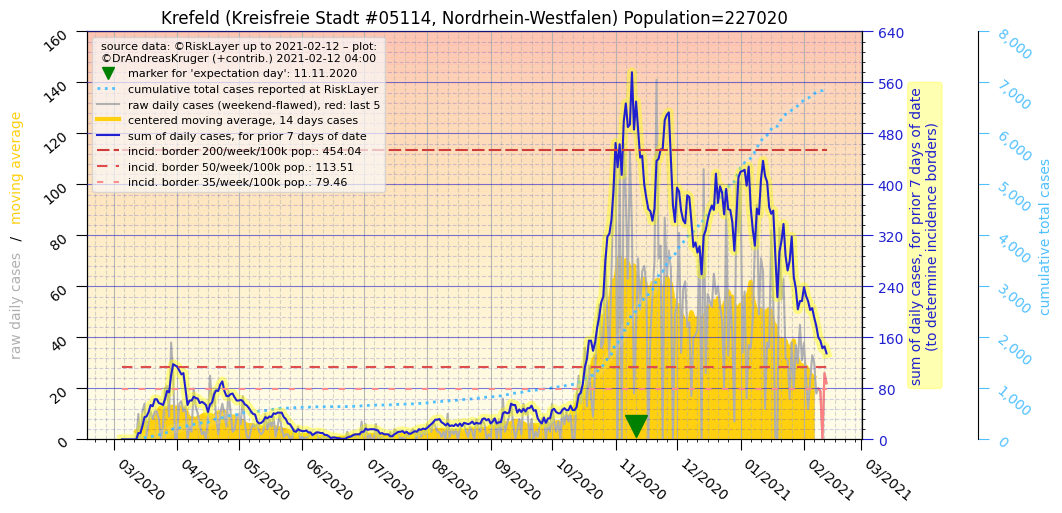 Krefeld (Kreisfreie Stadt #05114, Nordrhein-Westfalen) Population=227020
source data: ©RiskLayer up to 2021-02-12 – plot:
©DrAndreasKruger (+contrib.) 2021-02-12 04:00
marker for 'expectation day': 11.11.2020
cumulative total cases reported at RiskLayer
raw daily cases (weekend-flawed), red: last 5
centered moving average, 14 days cases
sum of daily cases, for prior 7 days of date
incid. border 200/week/100k pop.: 454.04
incid. border 50/week/100k pop.: 113.51
incid. border 35/week/100k pop.: 79.46
raw daily cases / moving average
160
140
120
100
80
60
40
20
0
640
560
480
400
320
240
160
80
0
sum of daily cases, for prior 7 days of date
(to determine incidence borders)
8,000
7,000
6,000
5,000
4,000
3,000
2,000
1,000
0
cumulative total cases
03/2020
04/2020
05/2020
06/2020
07/2020
08/2020
09/2020
10/2020
11/2020
12/2020
01/2021
02/2021
03/2021